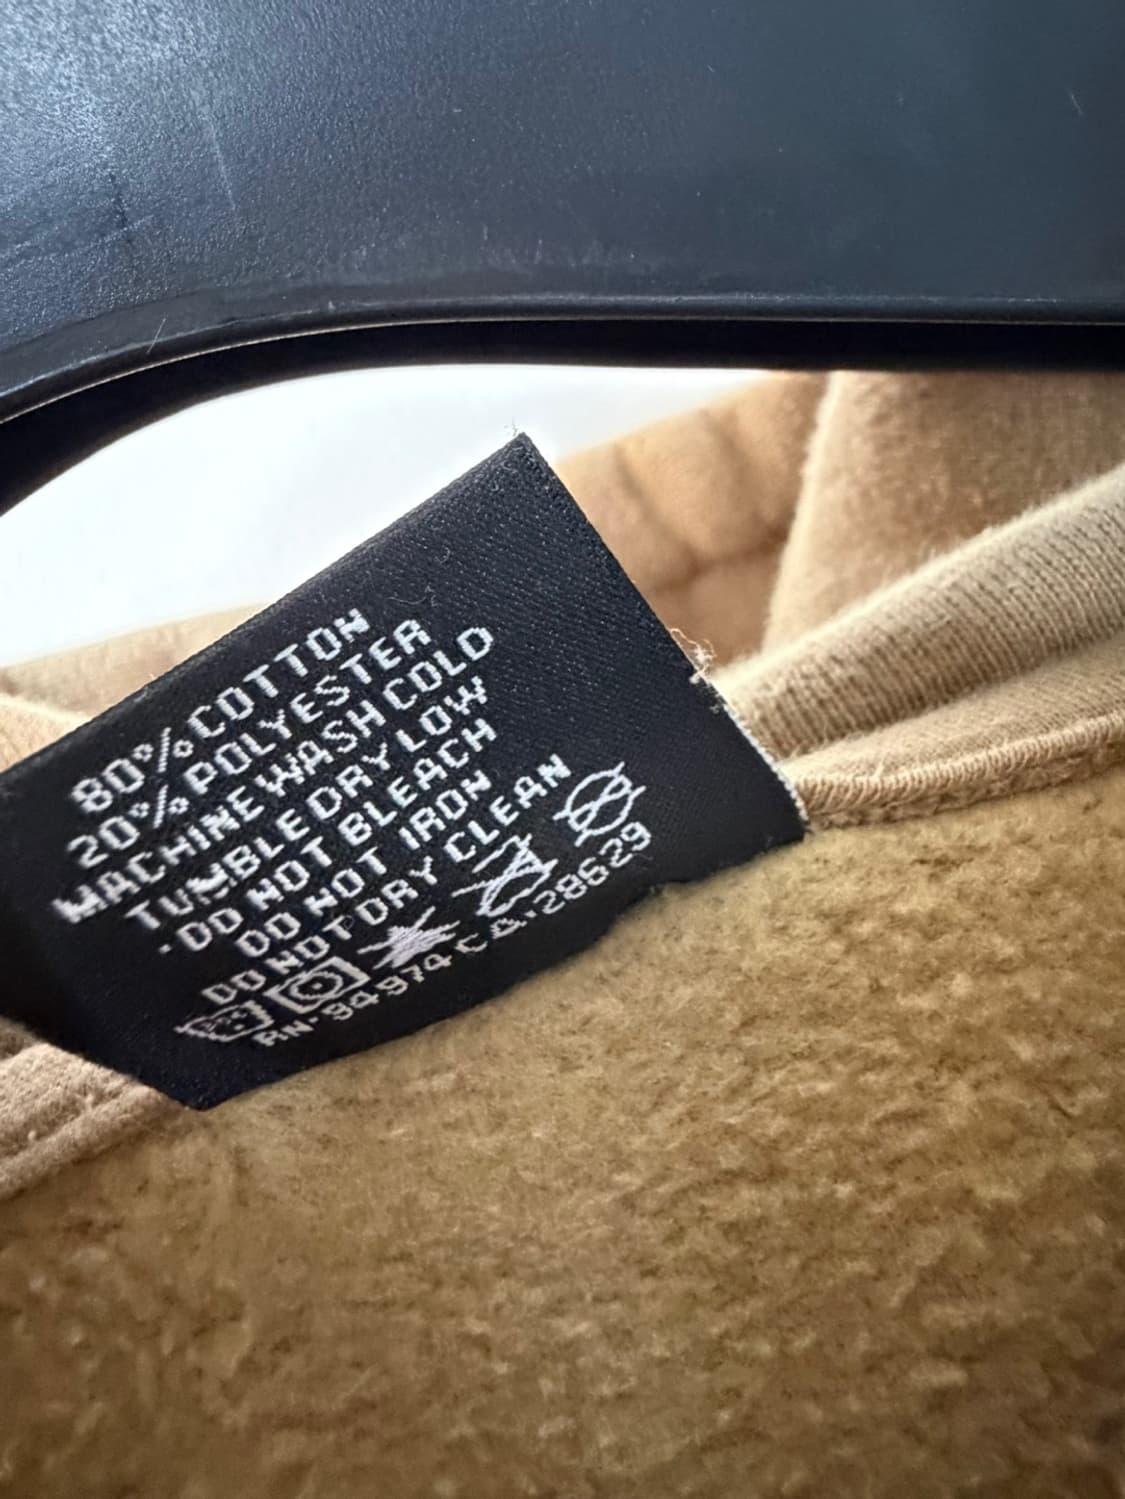 80% COTTON
20% POLYESTER
MACHINE WASH COLD
TUMBLE DRY LOW
DO NOT BLEACH
DO NOT IRON
DO NOT DRY CLEAN
RN·94974 CA·28629